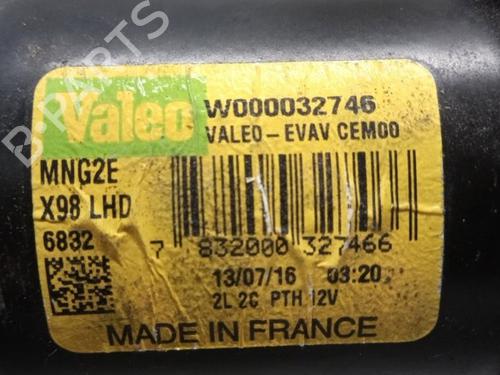 B-PARTS
Valeo
W000032746
VALEO-EVAV CEM00
MNG2E
X98 LHD
6832
7 832000 327466
13/07/16 03:20
2L 2C PTH 12V
MADE IN FRANCE